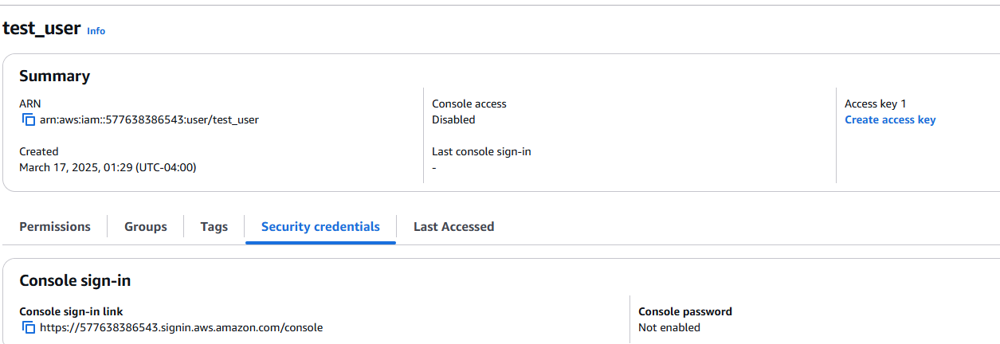 test_user Info
Summary
ARN
arn:aws:iam::577638386543:user/test_user
Created
March 17, 2025, 01:29 (UTC-04:00)
Console access
Disabled
Last console sign-in
-
Access key 1
Create access key
Permissions
Groups
Tags
Security credentials
Last Accessed
Console sign-in
Console sign-in link
https://577638386543.signin.aws.amazon.com/console
Console password
Not enabled